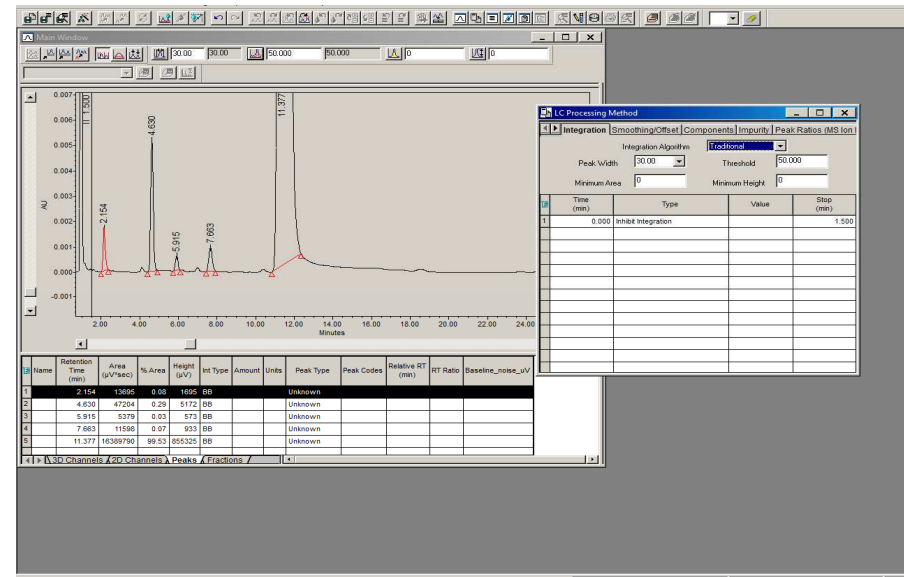 Main Window
30.00 30.00 50.000 50.000 0 0
0.007
0.006
0.005
0.004
0.003
0.002
0.001
0.000
-0.001
AU
1.500
2.154
4.630
5.915
7.663
11.377
2.00 4.00 6.00 8.00 10.00 12.00 14.00 16.00 18.00 20.00 22.00 24.00
Minutes
Name Retention Time (min) Area (µV*sec) % Area Height (µV) Int Type Amount Units Peak Type Peak Codes Relative RT (min) RT Ratio Baseline_noise_uV
1 2.154 13695 0.08 1695 BB Unknown
2 4.630 47204 0.29 5172 BB Unknown
3 5.915 5379 0.03 573 BB Unknown
4 7.663 11598 0.07 933 BB Unknown
5 11.377 16389790 99.53 855325 BB Unknown
3D Channels 2D Channels Peaks Fractions
LC Processing Method
Integration Smoothing/Offset Components Impurity Peak Ratios (MS Ion
Integration Algorithm Traditional
Peak Width 30.00 Threshold 50.000
Minimum Area 0 Minimum Height 0
Time (min) Type Value Stop (min)
1 0.000 Inhibit Integration 1.500